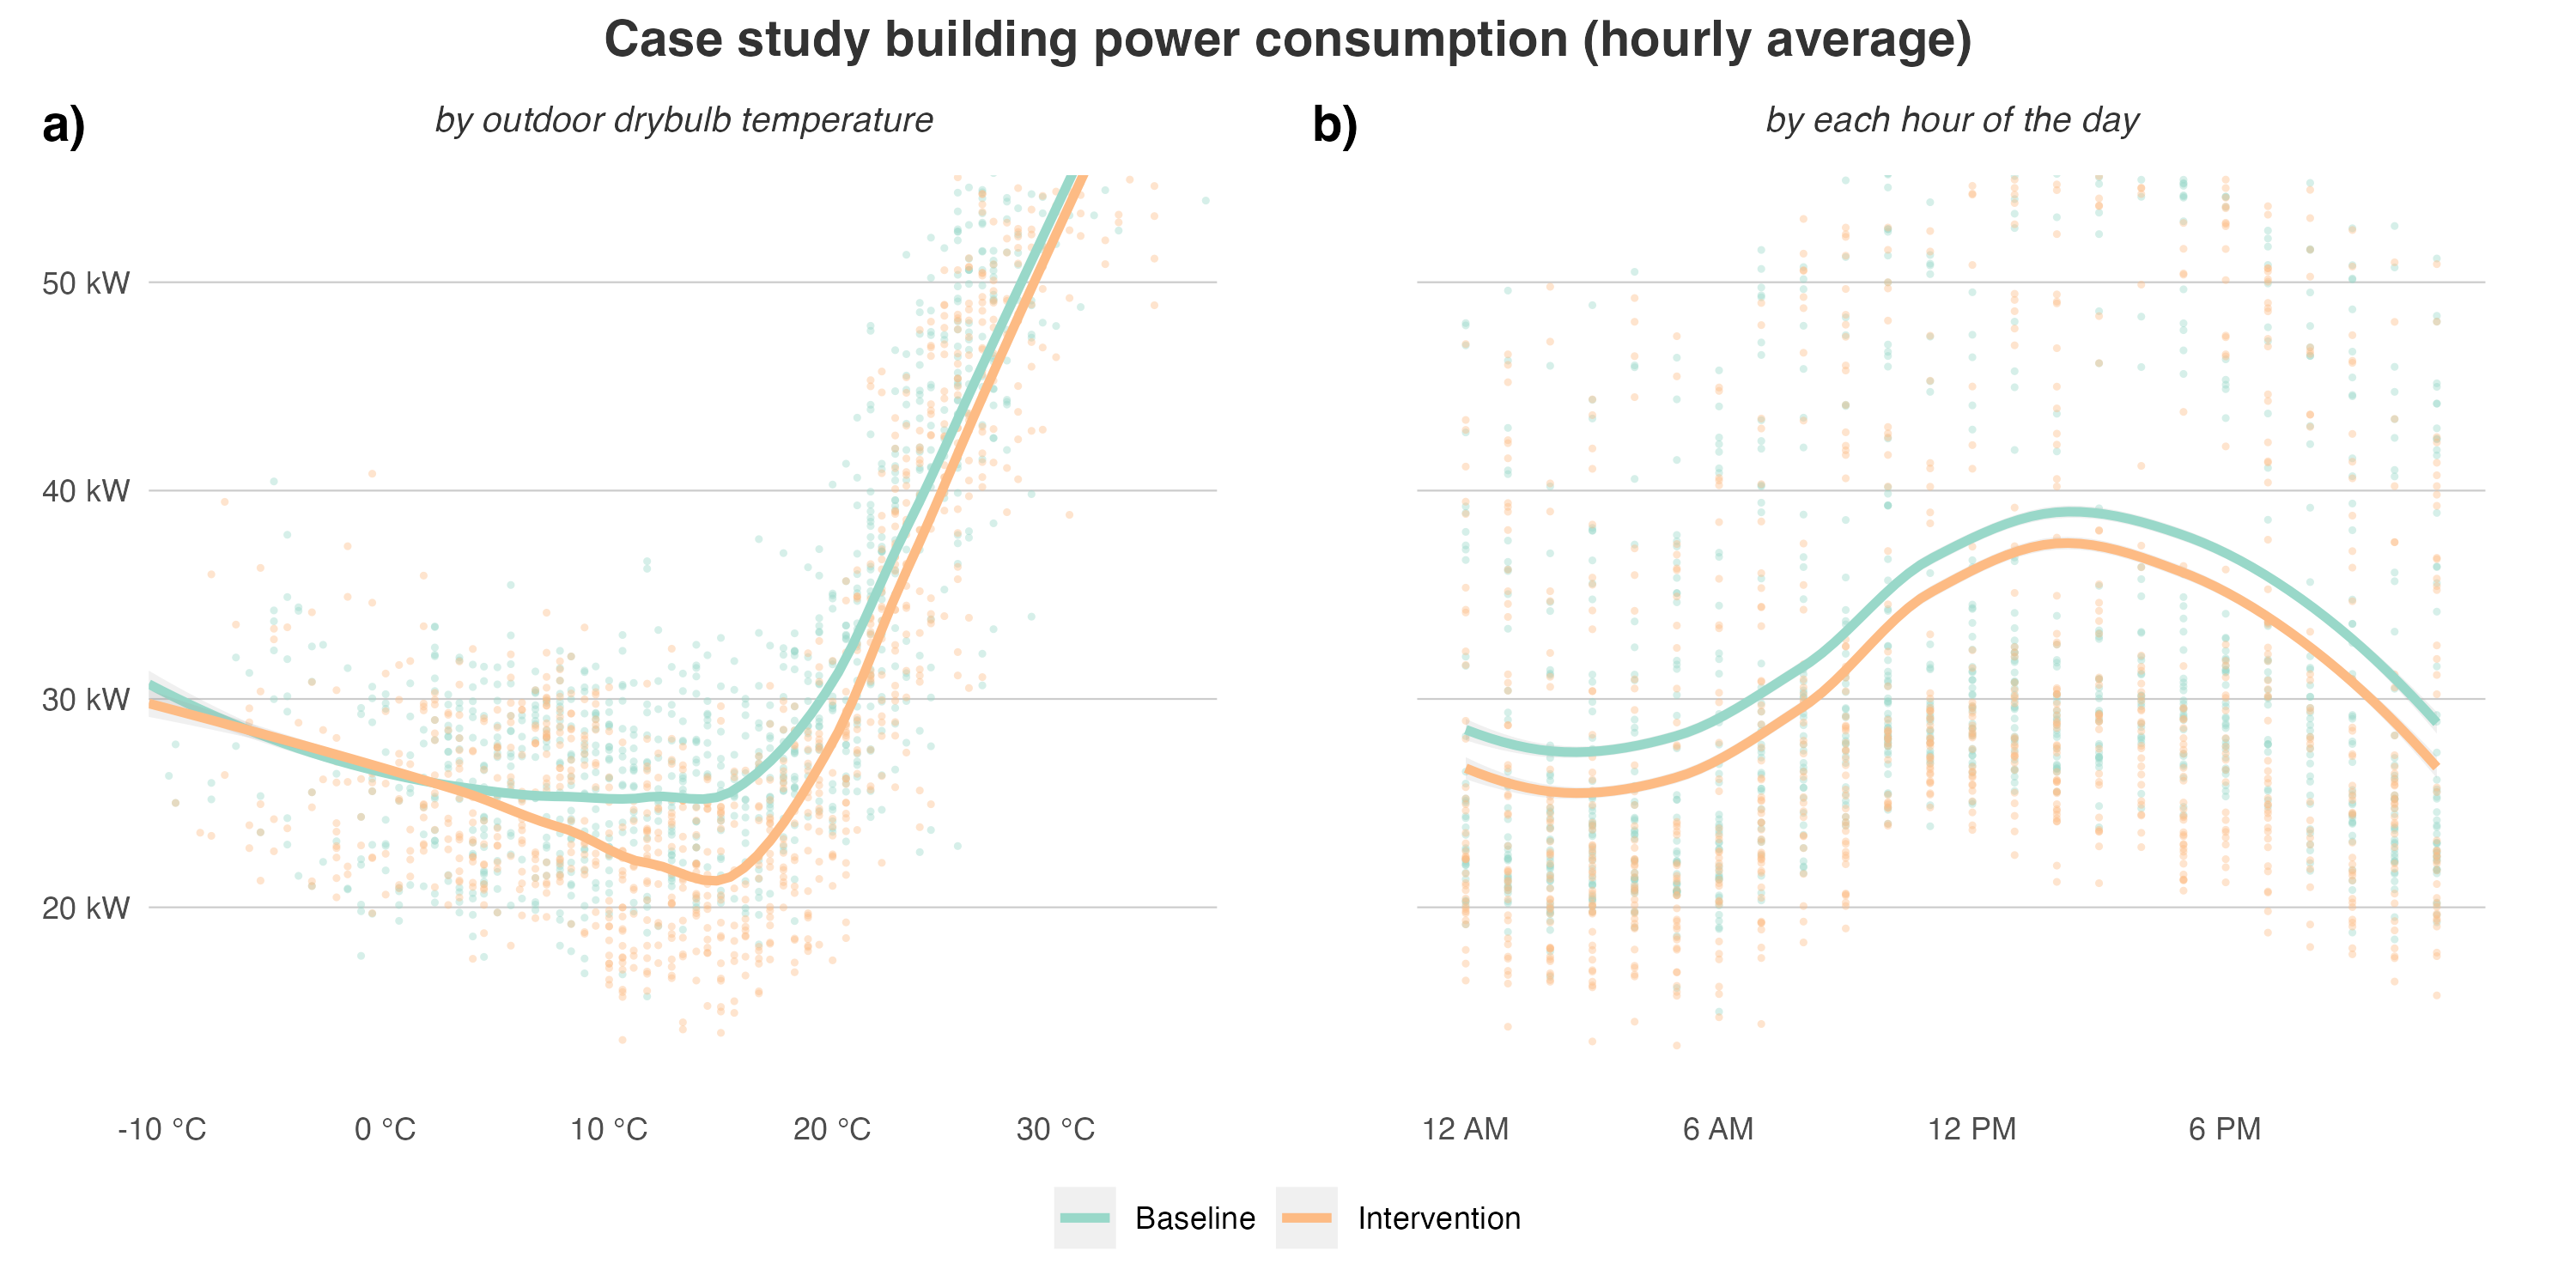 Case study building power consumption (hourly average)
a)
by outdoor drybulb temperature
50 kW
40 kW
30 kW
20 kW
-10 °C 0 °C 10 °C 20 °C 30 °C
b)
by each hour of the day
12 AM 6 AM 12 PM 6 PM
Baseline Intervention